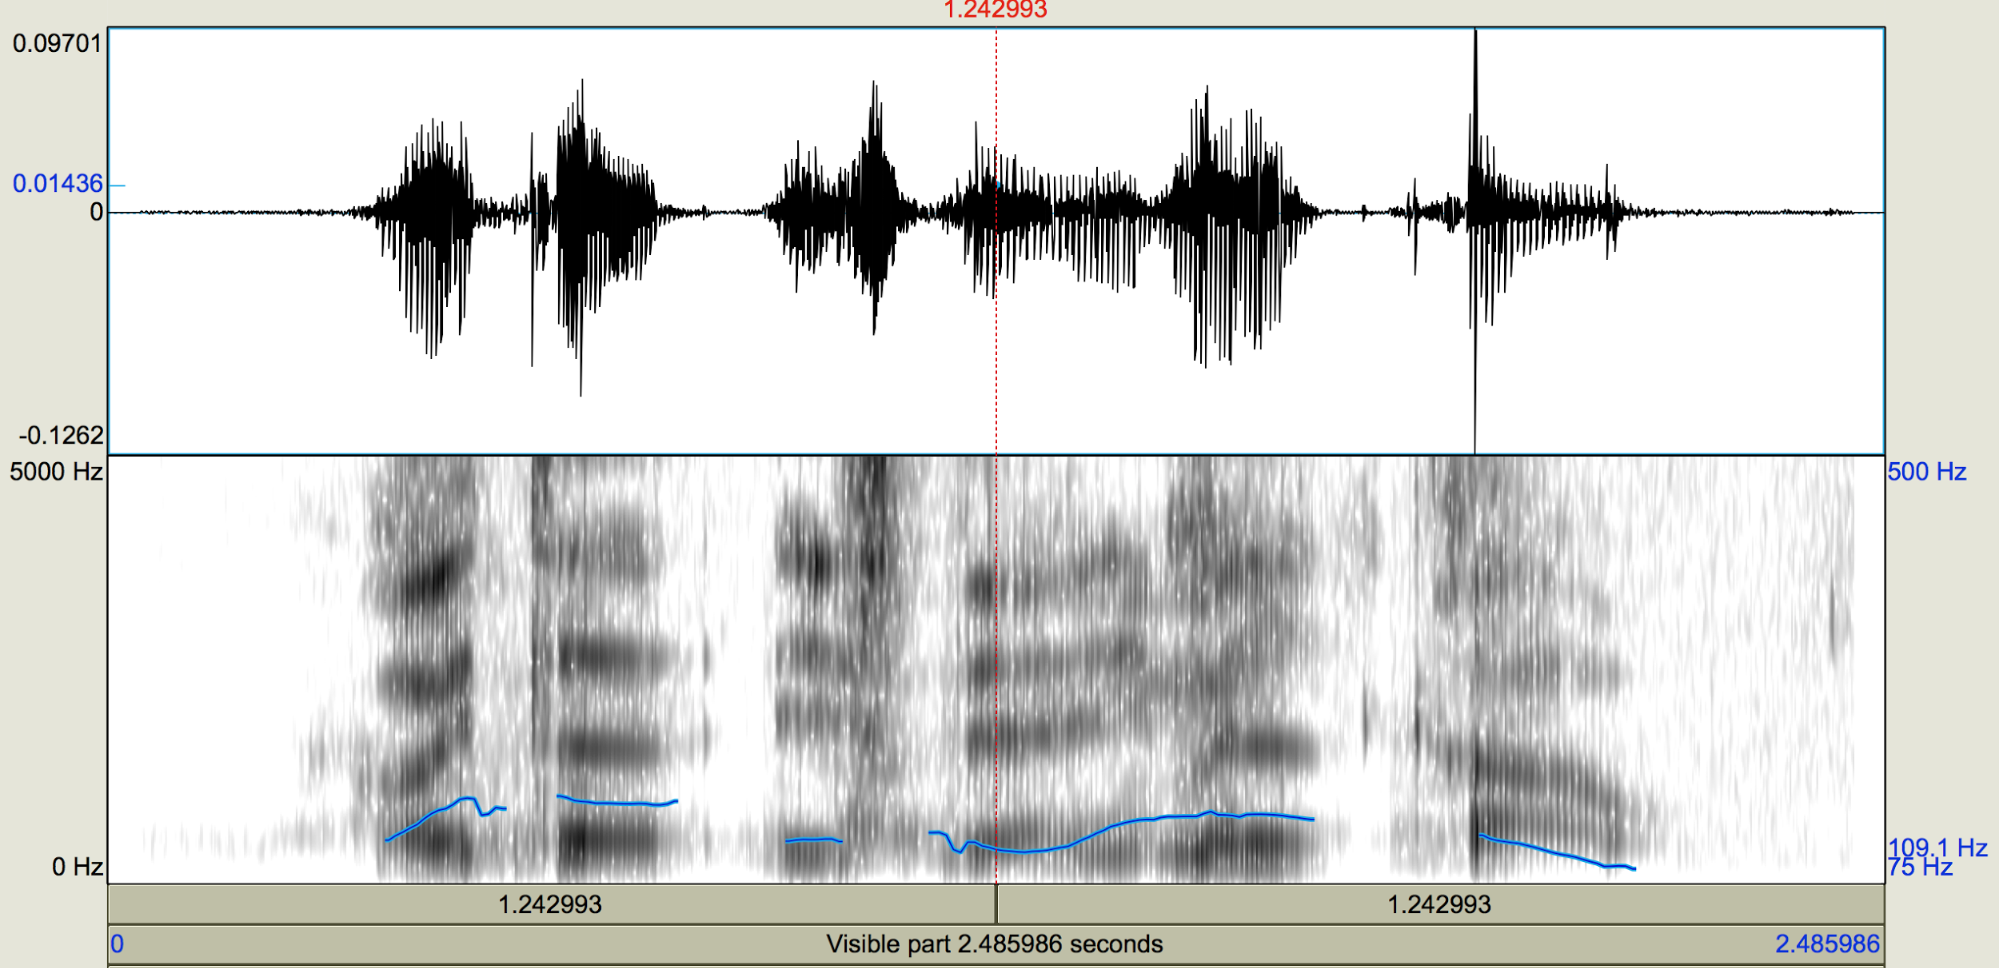 1.242993
0.09701
0.01436
0
-0.1262
5000 Hz 500 Hz
109.1 Hz
0 Hz 75 Hz
1.242993 1.242993
0 Visible part 2.485986 seconds 2.485986